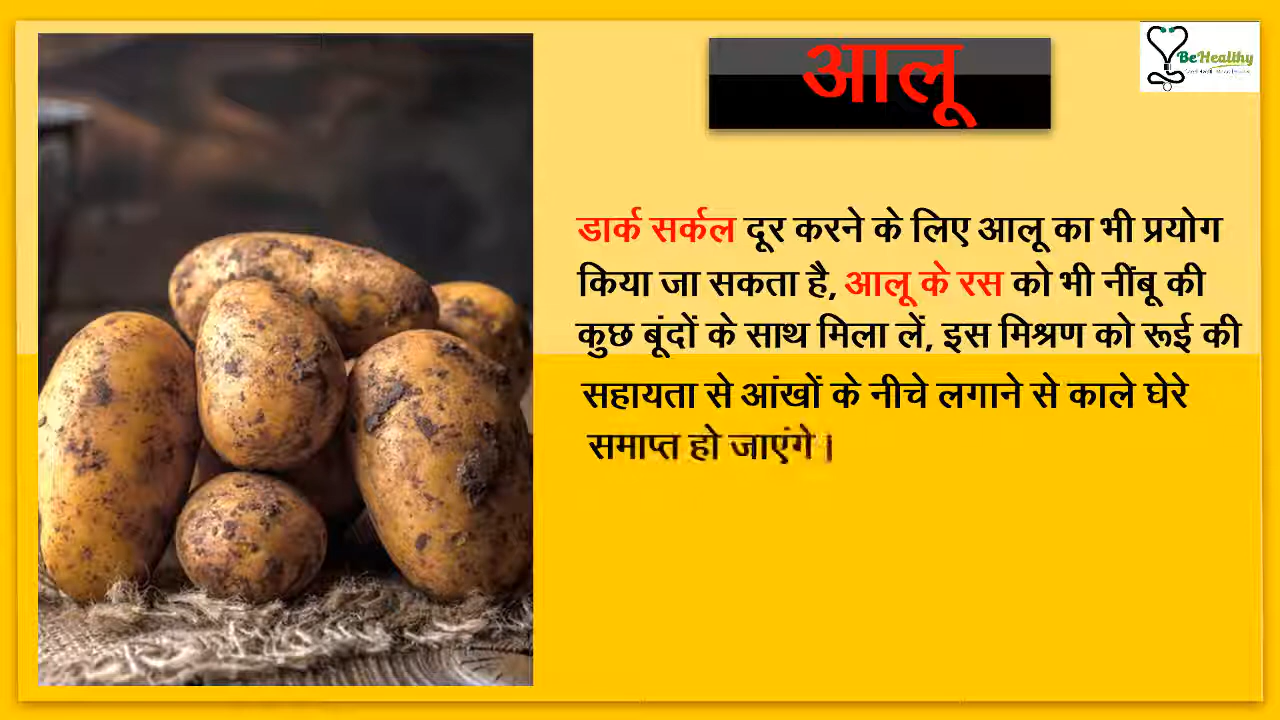 आलू
BeHealthy
डार्क सर्कल दूर करने के लिए आलू का भी प्रयोग
किया जा सकता है, आलू के रस को भी नींबू की
कुछ बूंदों के साथ मिला लें, इस मिश्रण को रूई की
सहायता से आंखों के नीचे लगाने से काले घेरे
समाप्त हो जाएंगे।